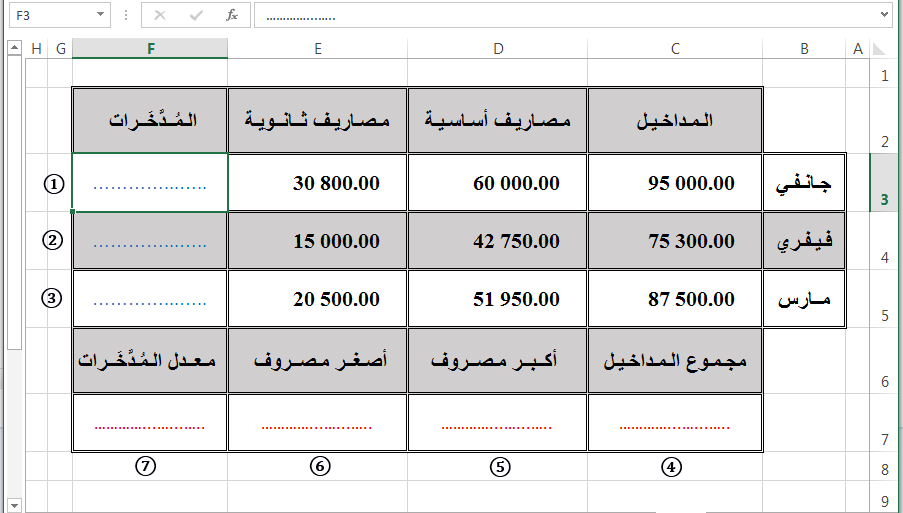 F3 fx .....................
H G F E D C B A
1
المداخيل مصاريف أساسية مصاريف ثانوية المُدَّخَرات 2
① جانفي 95 000.00 60 000.00 30 800.00 ..................... 3
② فيفري 75 300.00 42 750.00 15 000.00 ..................... 4
③ مارس 87 500.00 51 950.00 20 500.00 ..................... 5
مجموع المداخيل أكبر مصروف أصغر مصروف معدل المُدَّخَرات 6
..................... ..................... ..................... ..................... 7
④ ⑤ ⑥ ⑦ 8
9